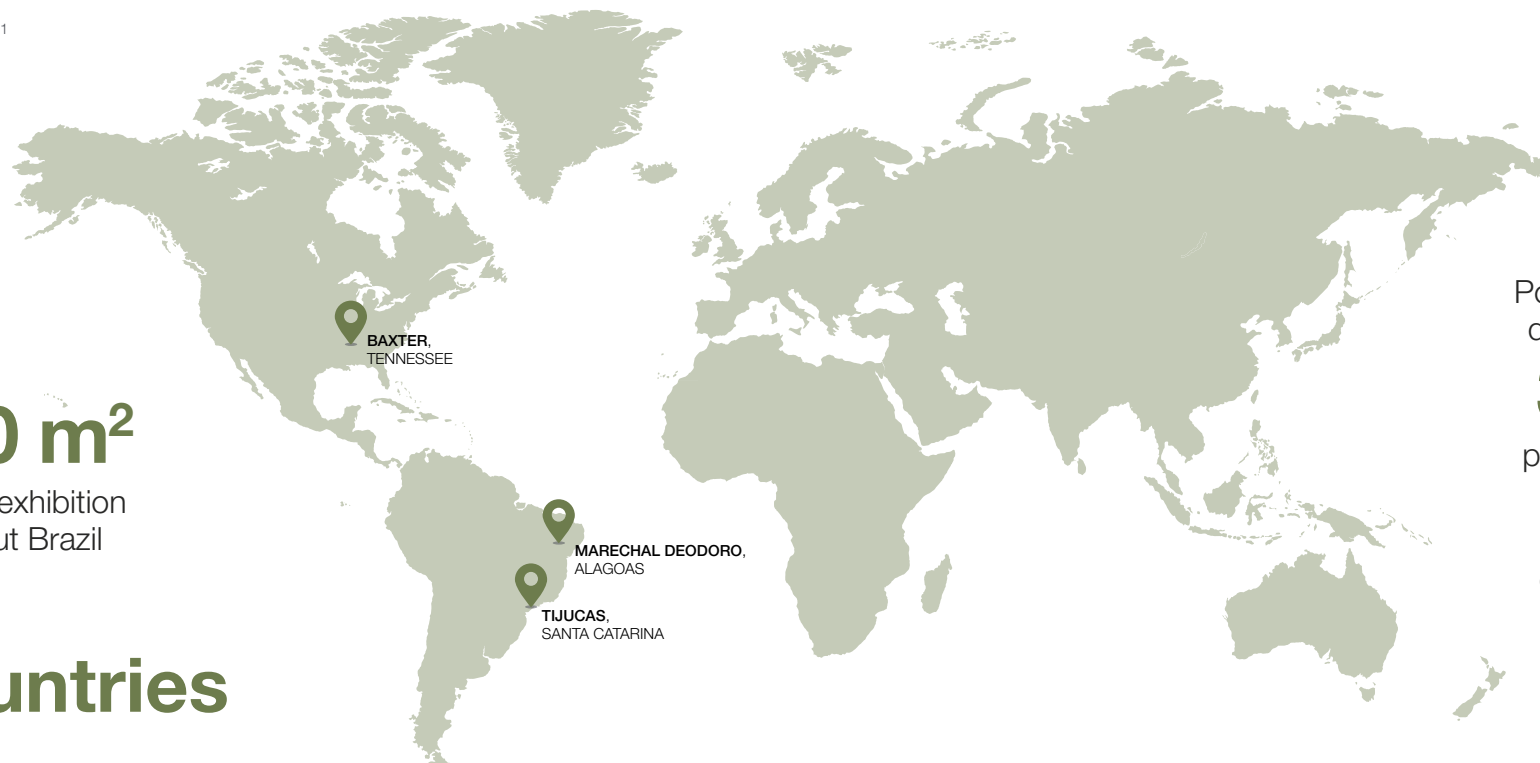 1
BAXTER,
TENNESSEE
0 m²
exhibition
ut Brazil
MARECHAL DEODORO,
ALAGOAS
TIJUCAS,
SANTA CATARINA
untries
Po
p